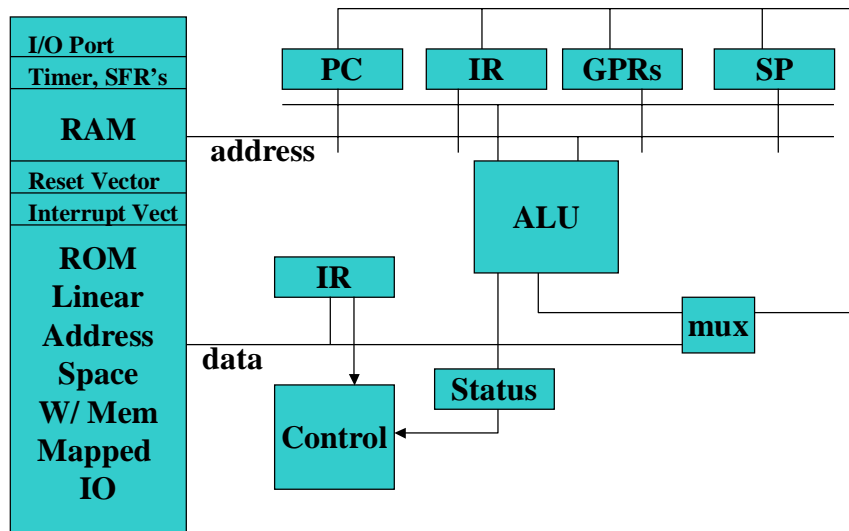 I/O Port
Timer, SFR's
RAM
Reset Vector
Interrupt Vect
ROM
Linear
Address
Space
W/ Mem
Mapped
IO
PC
IR
GPRs
SP
address
ALU
IR
mux
data
Status
Control